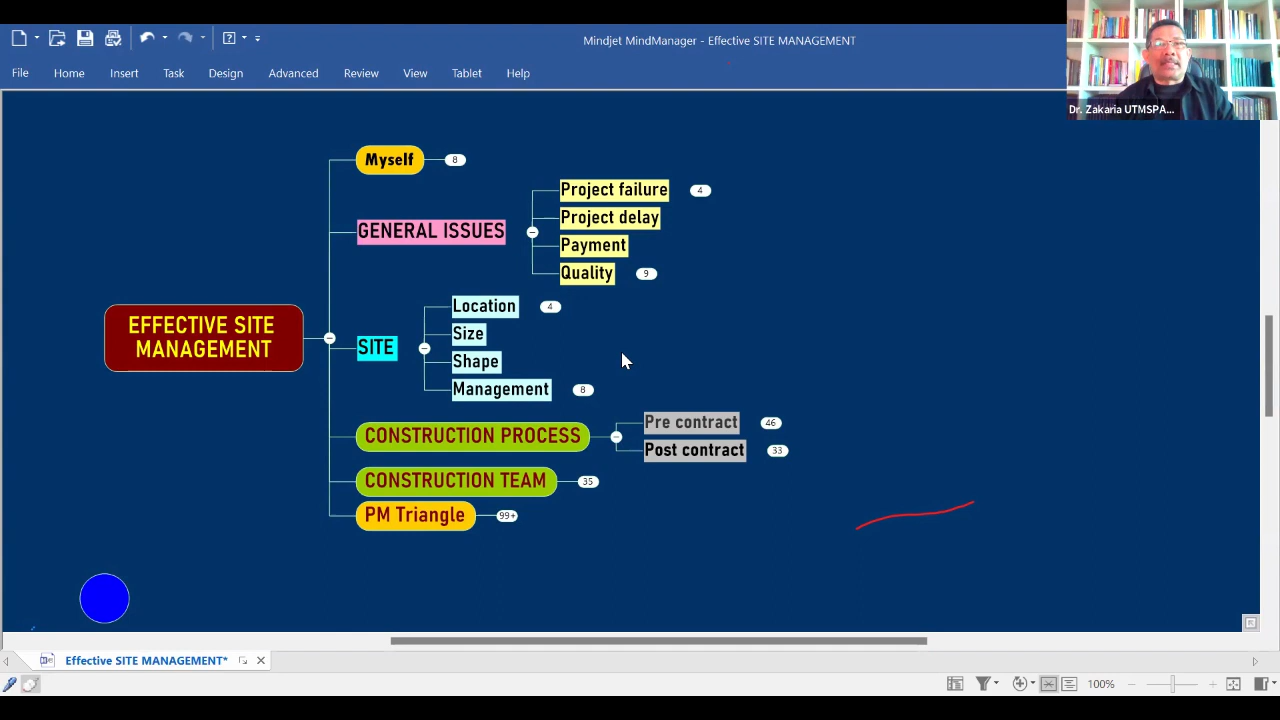 Mindjet MindManager - Effective SITE MANAGEMENT
File Home Insert Task Design Advanced Review View Tablet Help
Dr. Zakaria UTMSPA...
Myself 8
GENERAL ISSUES
Project failure 4
Project delay
Payment
Quality 9
EFFECTIVE SITE
MANAGEMENT
SITE
Location 4
Size
Shape
Management 8
CONSTRUCTION PROCESS
Pre contract 46
Post contract 33
CONSTRUCTION TEAM 35
PM Triangle 99+
Effective SITE MANAGEMENT*
100%